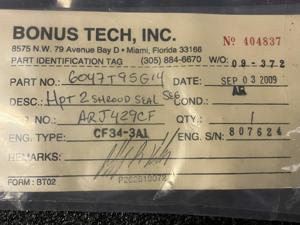 BONUS TECH, INC.
Nº 404837
8575 N.W. 79 Avenue Bay D • Miami, Florida 33166
PART IDENTIFICATION TAG (305) 884-6670 W/O: 09-372
PART NO.: 6047T95G14 DATE: SEP 03 2009
DESC.: HPT 2 SHROUD SEAL SEG COND.: AR
NO.: ARJ429CF QTY.: 1
ENG. TYPE: CF34-3A1 ENG. S/N: 807624
REMARKS:
FORM: BT02